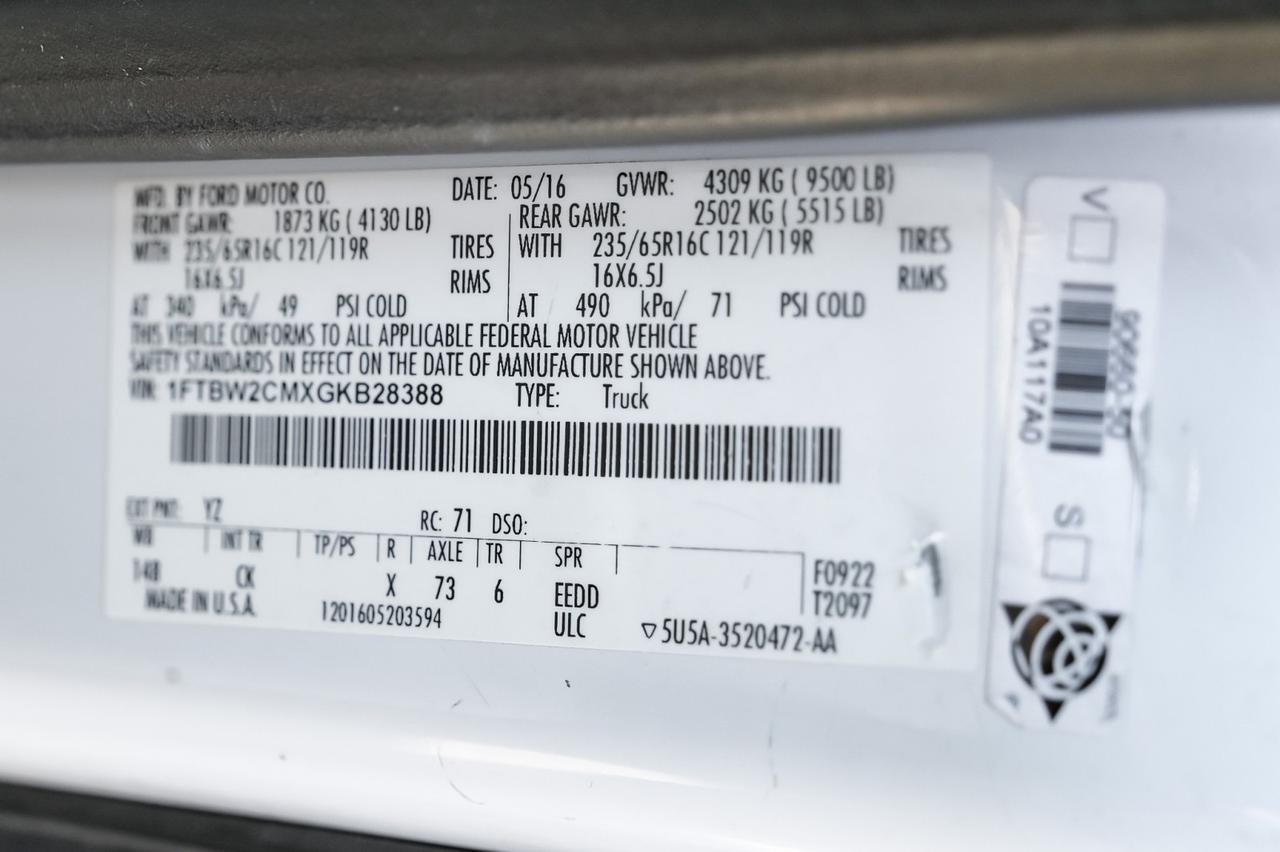 MFD. BY FORD MOTOR CO. DATE: 05/16 GVWR: 4309 KG ( 9500 LB)
FRONT GAWR: 1873 KG ( 4130 LB) REAR GAWR: 2502 KG ( 5515 LB)
WITH 235/65R16C 121/119R TIRES WITH 235/65R16C 121/119R TIRES
16X6.5J RIMS 16X6.5J RIMS
AT 340 kPa/ 49 PSI COLD AT 490 kPa/ 71 PSI COLD
THIS VEHICLE CONFORMS TO ALL APPLICABLE FEDERAL MOTOR VEHICLE
SAFETY STANDARDS IN EFFECT ON THE DATE OF MANUFACTURE SHOWN ABOVE.
VIN: 1FTBW2CMXGKB28388 TYPE: Truck
EXT PNT: YZ RC: 71 DSO:
WB INT TR TP/PS R AXLE TR SPR
148 CK X 73 6 EEDD F0922
T2097
MADE IN U.S.A. 1201605203594 ULC ▽5U5A-3520472-AA
V
10A117A0
S